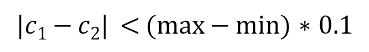 |c₁ − c₂| < (max − min) ∗ 0.1